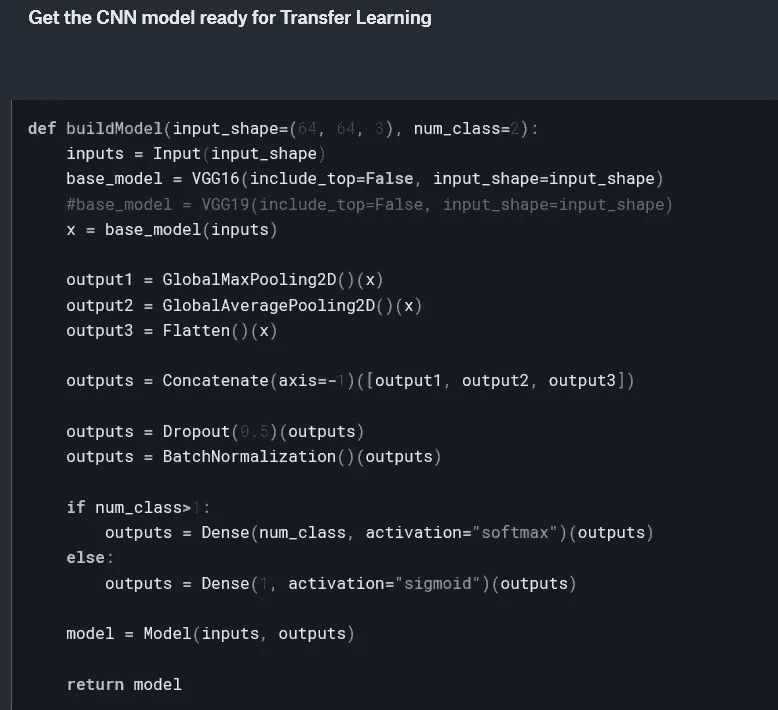 Get the CNN model ready for Transfer Learning
def buildModel(input_shape=(64, 64, 3), num_class=2):
    inputs = Input(input_shape)
    base_model = VGG16(include_top=False, input_shape=input_shape)
    #base_model = VGG19(include_top=False, input_shape=input_shape)
    x = base_model(inputs)
    output1 = GlobalMaxPooling2D()(x)
    output2 = GlobalAveragePooling2D()(x)
    output3 = Flatten()(x)
    outputs = Concatenate(axis=-1)([output1, output2, output3])
    outputs = Dropout(0.5)(outputs)
    outputs = BatchNormalization()(outputs)
    if num_class>1:
        outputs = Dense(num_class, activation="softmax")(outputs)
    else:
        outputs = Dense(1, activation="sigmoid")(outputs)
    model = Model(inputs, outputs)
    return model